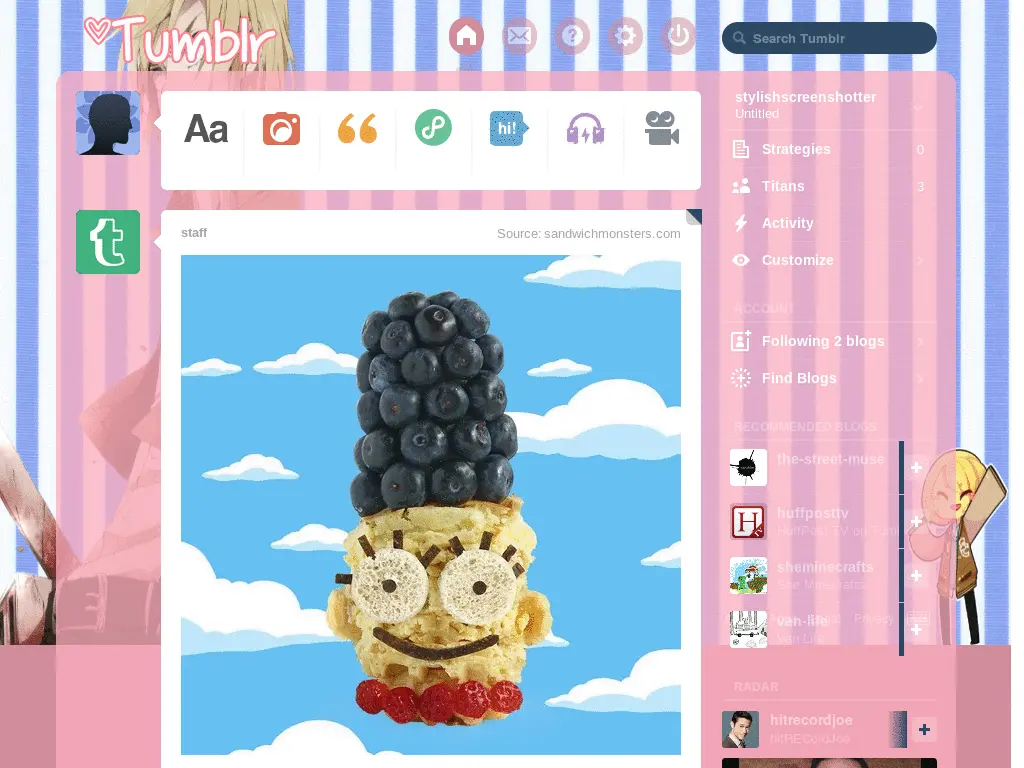 Tumblr
Search Tumblr
stylishscreenshotter
Untitled
Aa
hi!
Strategies 0
Titans 3
Activity
Customize
staff
Source: sandwichmonsters.com
ACCOUNT
Following 2 blogs
Find Blogs
RECOMMENDED BLOGS
the-street-muse
huffposttv
HuffPost TV on Tum
sheminecrafts
She Minecrafts
van-life
Van Life
Privacy
RADAR
hitrecordjoe
hitRECordJoe